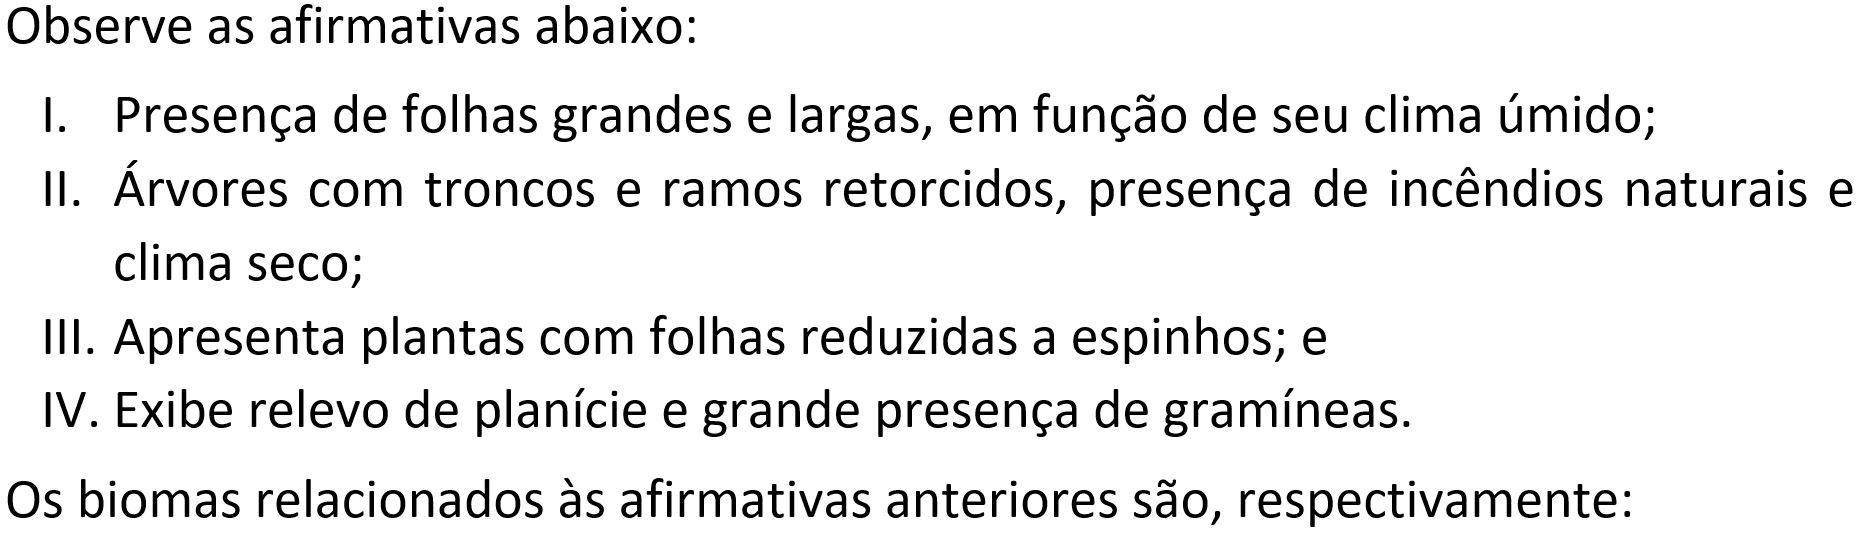 Observe as afirmativas abaixo:
I. Presença de folhas grandes e largas, em função de seu clima úmido;
II. Árvores com troncos e ramos retorcidos, presença de incêndios naturais e
clima seco;
III. Apresenta plantas com folhas reduzidas a espinhos; e
IV. Exibe relevo de planície e grande presença de gramíneas.
Os biomas relacionados às afirmativas anteriores são, respectivamente: